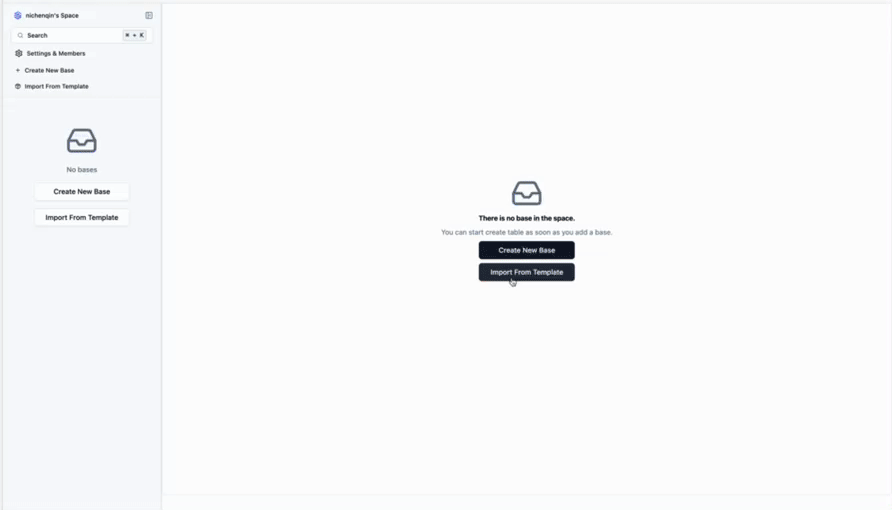 nichenqin's Space
Search ⌘ + K
Settings & Members
+ Create New Base
Import From Template
No bases
Create New Base
Import From Template
There is no base in the space.
You can start create table as soon as you add a base.
Create New Base
Import From Template